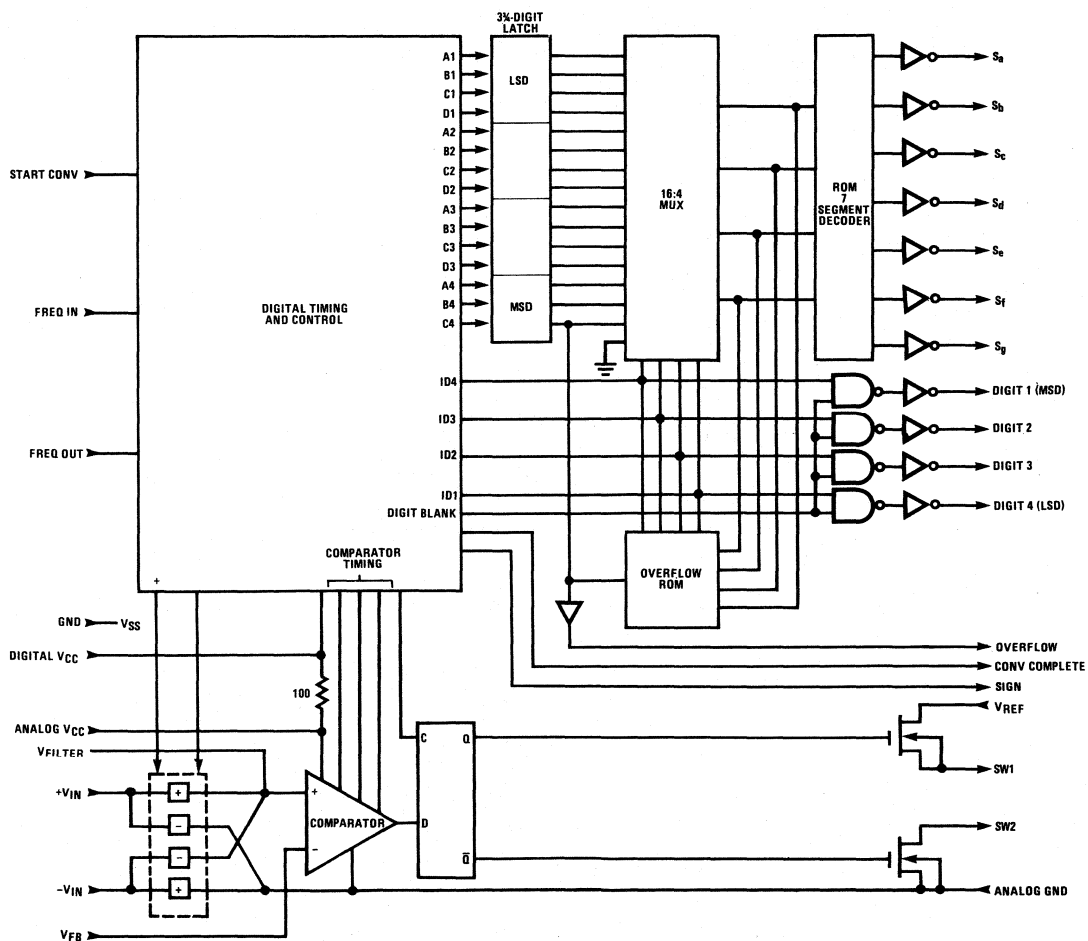 3¾-DIGIT
LATCH
A1
B1
C1
D1
A2
B2
C2
D2
A3
B3
C3
D3
A4
B4
C4
LSD
MSD
16:4
MUX
ROM
7
SEGMENT
DECODER
Sa
Sb
Sc
Sd
Se
Sf
Sg
START CONV
FREQ IN
FREQ OUT
DIGITAL TIMING
AND CONTROL
ID4
ID3
ID2
ID1
DIGIT BLANK
DIGIT 1 (MSD)
DIGIT 2
DIGIT 3
DIGIT 4 (LSD)
COMPARATOR
TIMING
OVERFLOW
ROM
+
GND
VSS
DIGITAL VCC
100
ANALOG VCC
VFILTER
+VIN
−VIN
VFB
+
−
−
+
+
COMPARATOR
−
C
Q
D
Q̅
OVERFLOW
CONV COMPLETE
SIGN
VREF
SW1
SW2
ANALOG GND